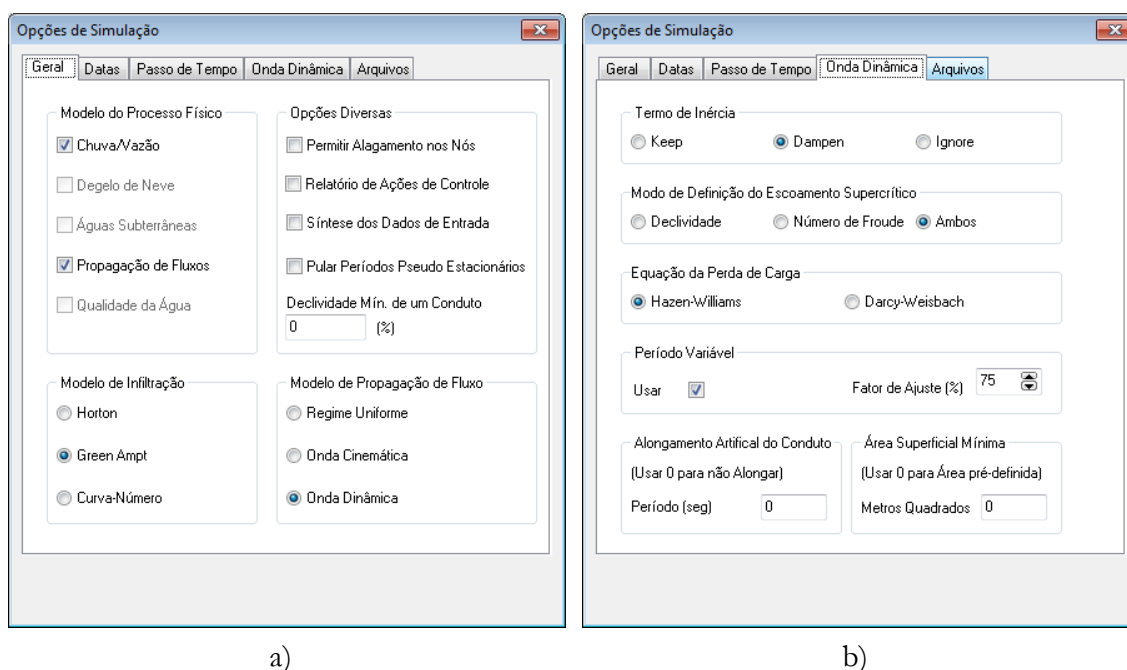 Opções de Simulação
Geral Datas Passo de Tempo Onda Dinâmica Arquivos
Modelo do Processo Físico
Chuva/Vazão
Degelo de Neve
Águas Subterrâneas
Propagação de Fluxos
Qualidade da Água
Opções Diversas
Permitir Alagamento nos Nós
Relatório de Ações de Controle
Síntese dos Dados de Entrada
Pular Períodos Pseudo Estacionários
Declividade Mín. de um Conduto
0 (%)
Modelo de Infiltração
Horton
Green Ampt
Curva-Número
Modelo de Propagação de Fluxo
Regime Uniforme
Onda Cinemática
Onda Dinâmica
a)
Opções de Simulação
Geral Datas Passo de Tempo Onda Dinâmica Arquivos
Termo de Inércia
Keep Dampen Ignore
Modo de Definição do Escoamento Supercrítico
Declividade Número de Froude Ambos
Equação da Perda de Carga
Hazen-Williams Darcy-Weisbach
Período Variável
Usar Fator de Ajuste (%) 75
Alongamento Artifical do Conduto
(Usar 0 para não Alongar)
Período (seg) 0
Área Superficial Mínima
(Usar 0 para Área pré-definida)
Metros Quadrados 0
b)